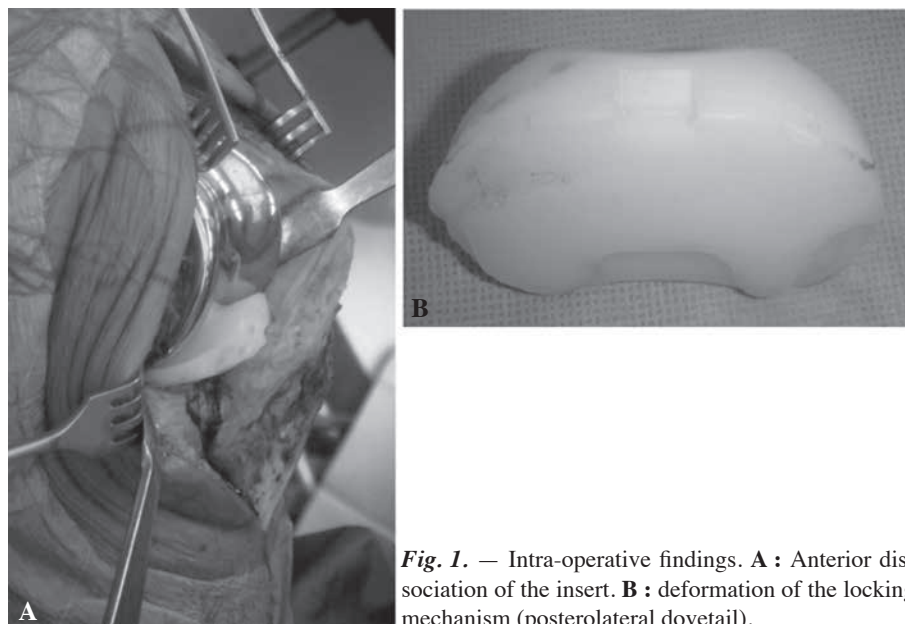 A
B
Fig. 1. — Intra-operative findings. A : Anterior dis-
sociation of the insert. B : deformation of the locking
mechanism (posterolateral dovetail).